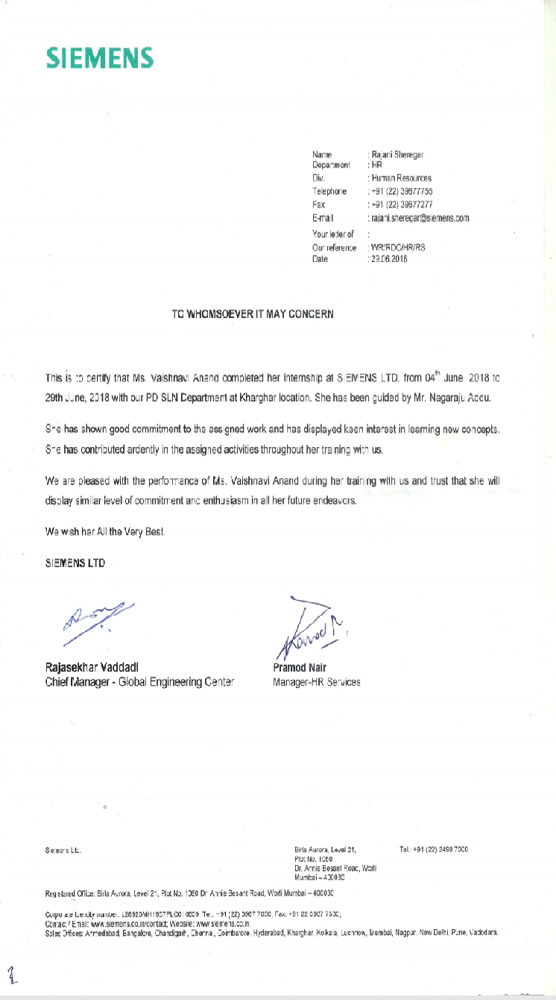 SIEMENS
Name : Rajani Sheregar
Department : HR
Div. : Human Resources
Telephone : +91 (22) 39677755
Fax : +91 (22) 39677277
E-mail : rajani.sheregar@siemens.com
Your letter of :
Our reference : WR/RDC/HR/RS
Date : 29.06.2018
TO WHOMSOEVER IT MAY CONCERN
This is to certify that Ms. Vaishnavi Anand completed her internship at SIEMENS LTD. from 04th June, 2018 to
29th June, 2018 with our PD SLN Department at Kharghar location. She has been guided by Mr. Nagaraju Addu.
She has shown good commitment to the assigned work and has displayed keen interest in learning new concepts.
She has contributed ardently in the assigned activities throughout her training with us.
We are pleased with the performance of Ms. Vaishnavi Anand during her training with us and trust that she will
display similar level of commitment and enthusiasm in all her future endeavors.
We wish her All the Very Best.
SIEMENS LTD
Rajasekhar Vaddadi
Chief Manager - Global Engineering Center
Pramod Nair
Manager-HR Services
Siemens Ltd.
Birla Aurora, Level 21,
Plot No. 1080
Dr. Annie Besant Road, Worli
Mumbai – 400030
Tel.: +91 (22) 2498 7000
Registered Office: Birla Aurora, Level 21, Plot No. 1080 Dr. Annie Besant Road, Worli Mumbai – 400030
Corporate Identity number: Tel.: +91 (22) 3967 7000; Fax: +91 22 3967 7500;
Contact / Email: www.siemens.co.in/contact; Website: www.siemens.co.in.
Sales Offices: Ahmedabad, Bangalore, Chandigarh, Chennai, Coimbatore, Hyderabad, Kharghar, Kolkata, Lucknow, Mumbai, Nagpur, New Delhi, Pune, Vadodara.